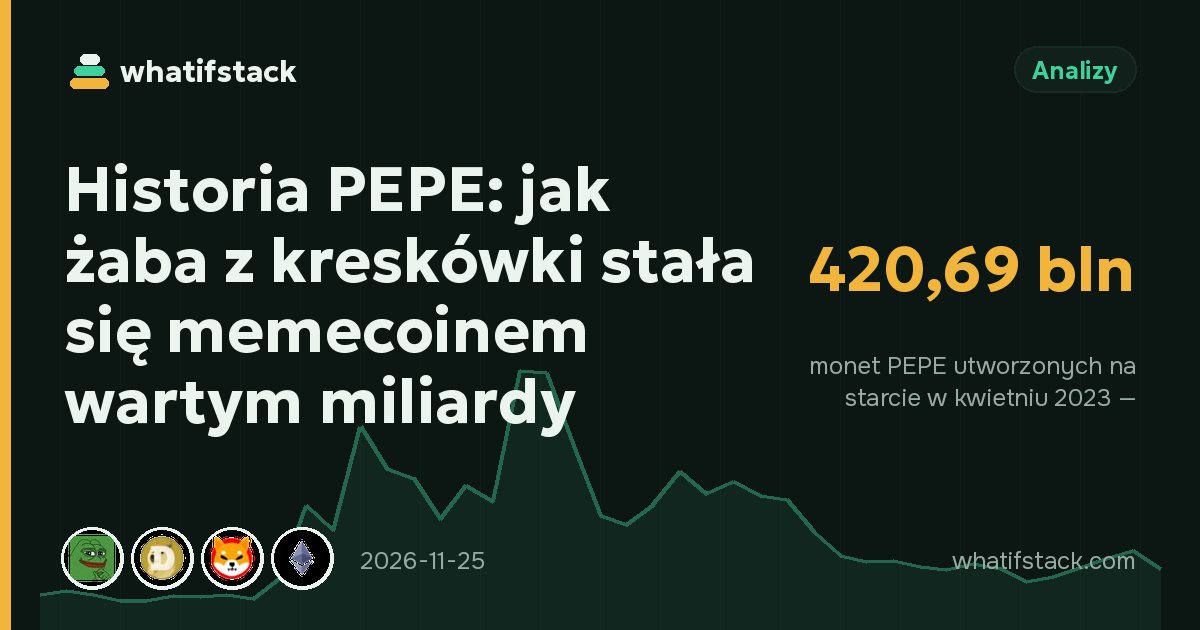 whatifstack
Analizy
Historia PEPE: jak
żaba z kreskówki stała
się memecoinem
wartym miliardy
420,69 bln
monet PEPE utworzonych na
starcie w kwietniu 2023 —
2026-11-25
whatifstack.com